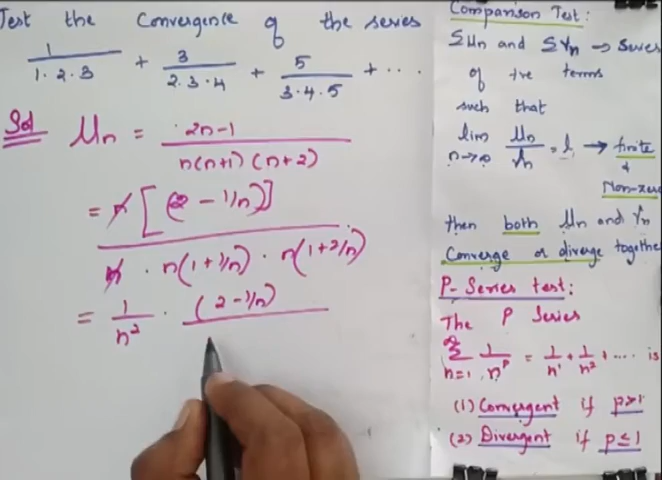 Test the Convergence of the series
1/1·2·3 + 3/2·3·4 + 5/3·4·5 + ...
Sol Un = 2n-1 / n(n+1)(n+2)
= n[(2 - 1/n)] / n · n(1+1/n) · n(1+2/n)
= 1/n² · (2-1/n)
Comparison Test:
ΣUn and ΣVn → Series
of +ve terms
such that
lim n→∞ Un/Vn = l → finite
&
Non-zero
then both Un and Vn
Converge or diverge together
P-Series test:
The P Series
∞ Σ n=1 1/n^p = 1/n¹ + 1/n² + .... is
(1) Convergent if p>1
(2) Divergent if p≤1